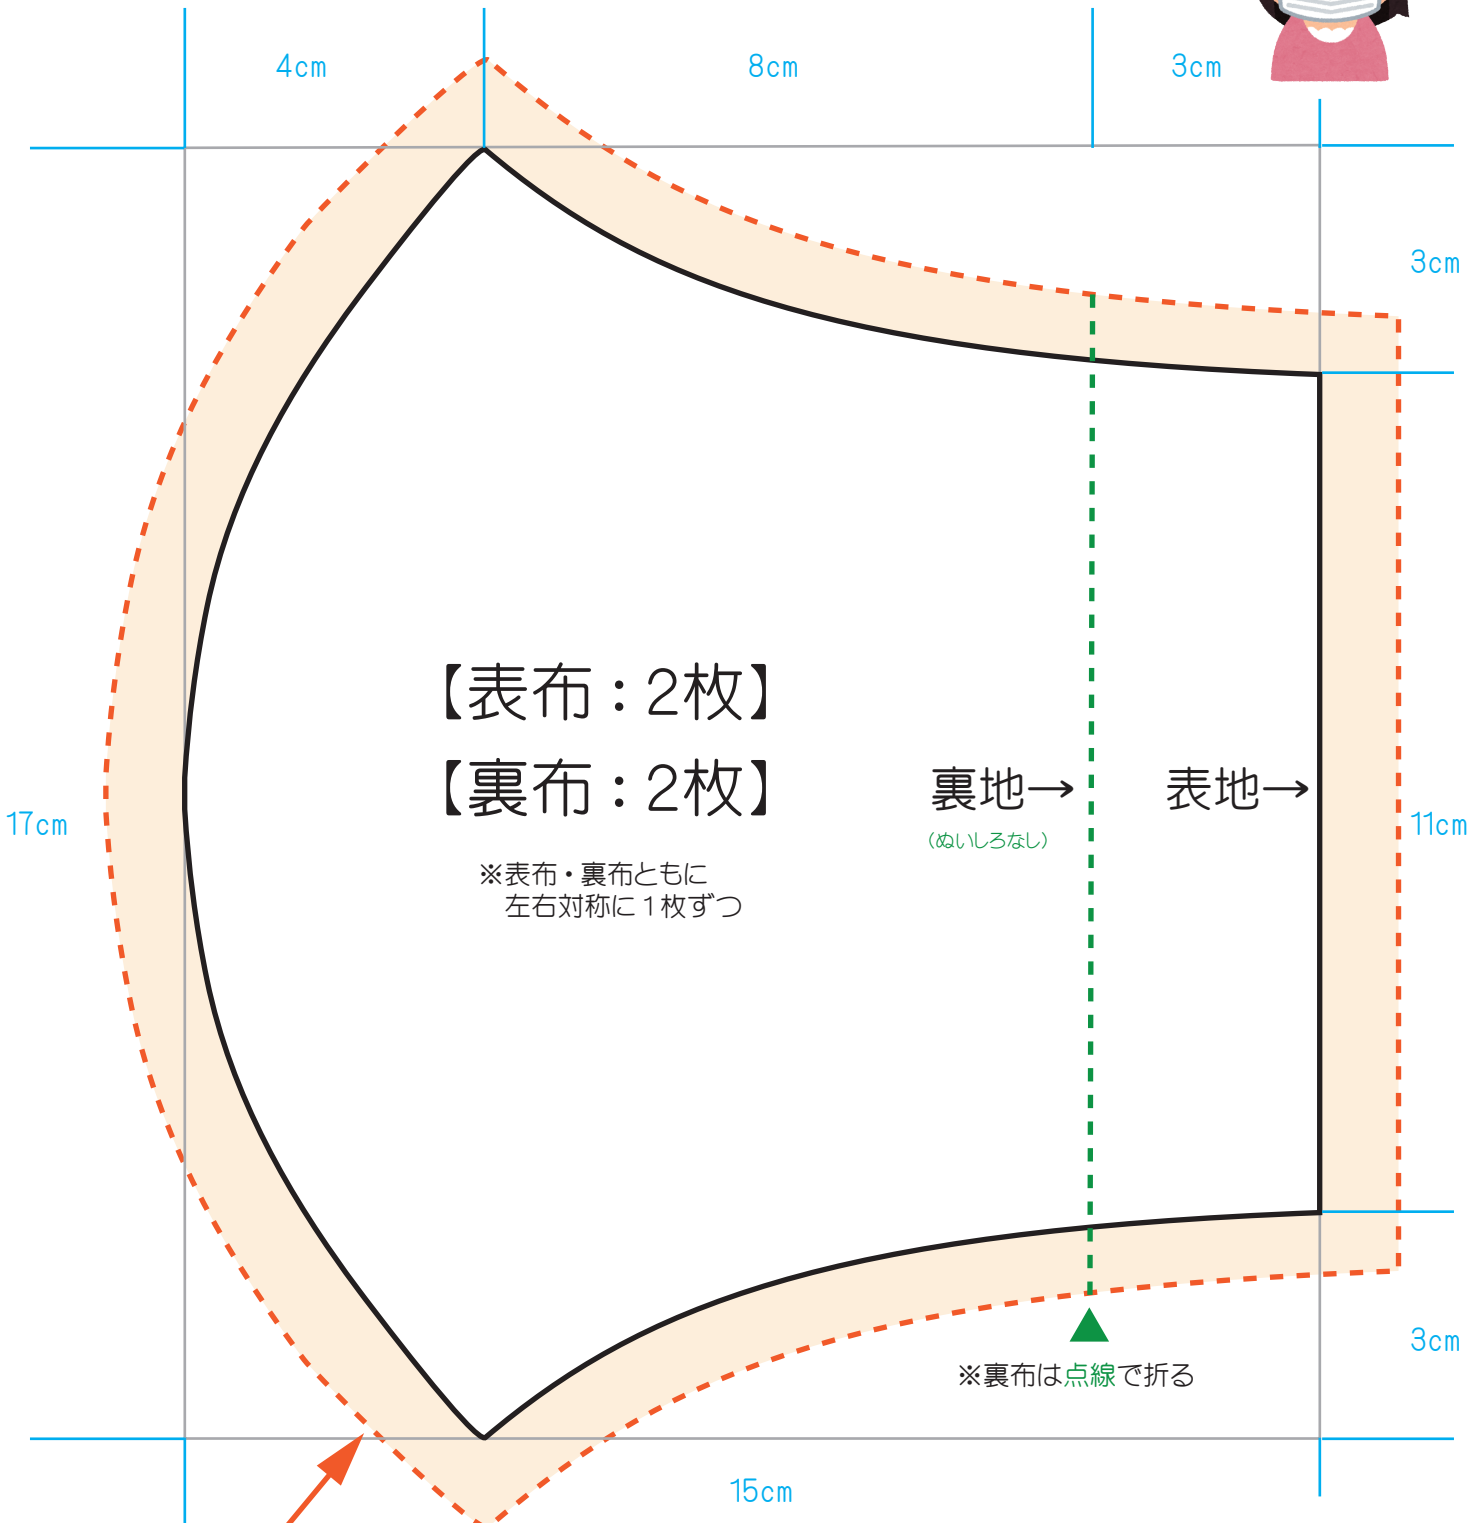 4cm
8cm
3cm
3cm
【表布：2枚】
【裏布：2枚】
※表布・裏布ともに
左右対称に１枚ずつ
裏地→
(ぬいしろなし)
表地→
17cm
11cm
3cm
※裏布は点線で折る
15cm